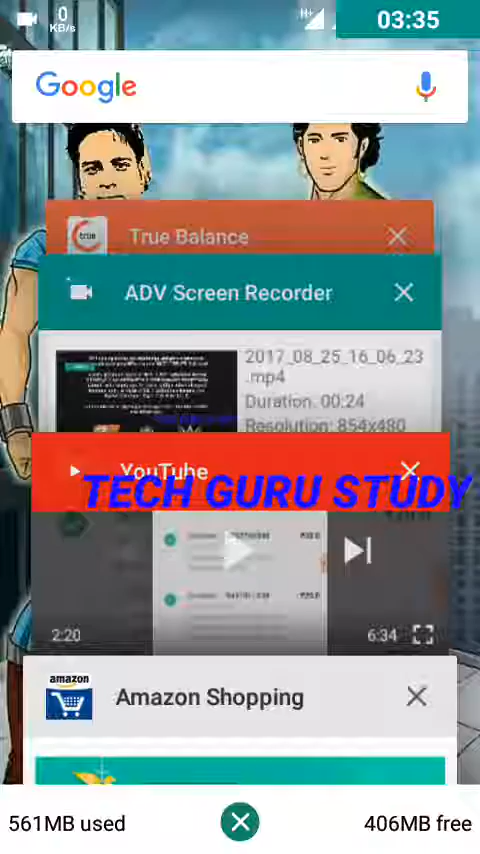 0
KB/s
H+
03:35
Google
true
True Balance
ADV Screen Recorder
2017_08_25_16_06_23
.mp4
Duration: 00:24
Resolution: 854x480
YouTube
TECH GURU STUDY
2:20
6:34
amazon
Amazon Shopping
561MB used
406MB free